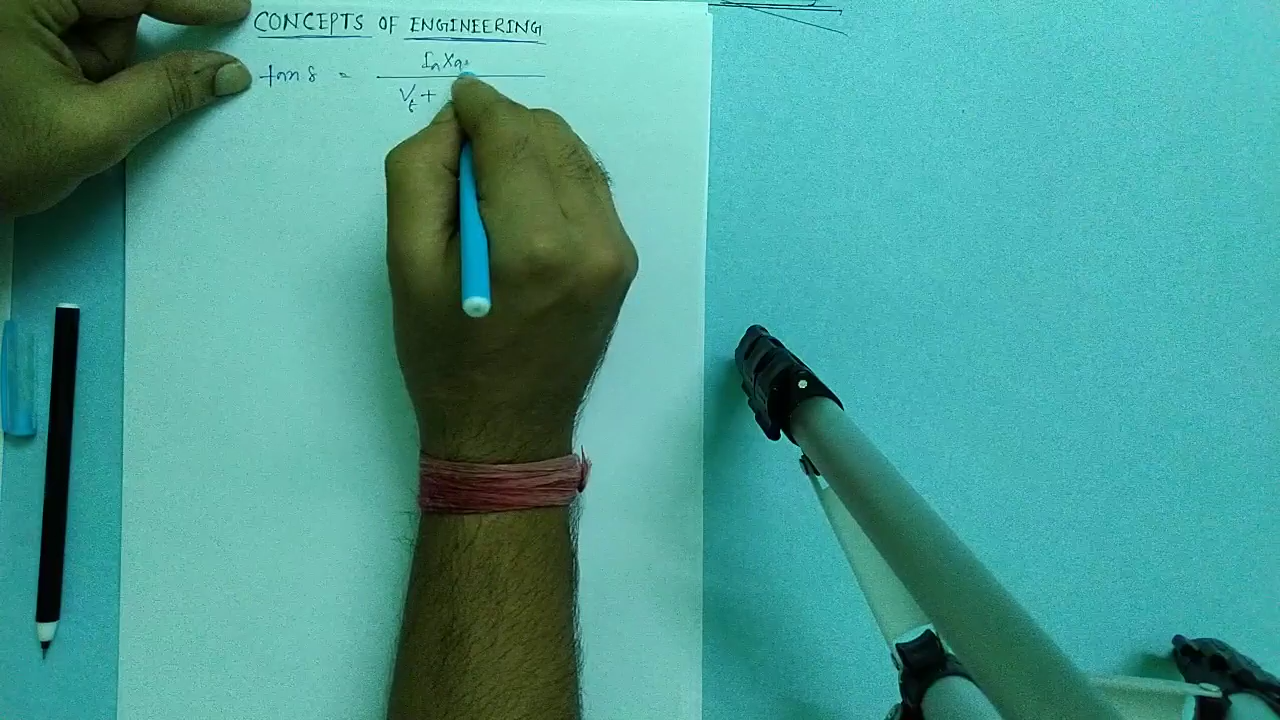 CONCEPTS OF ENGINEERING
tan δ = IaXq
Vt +